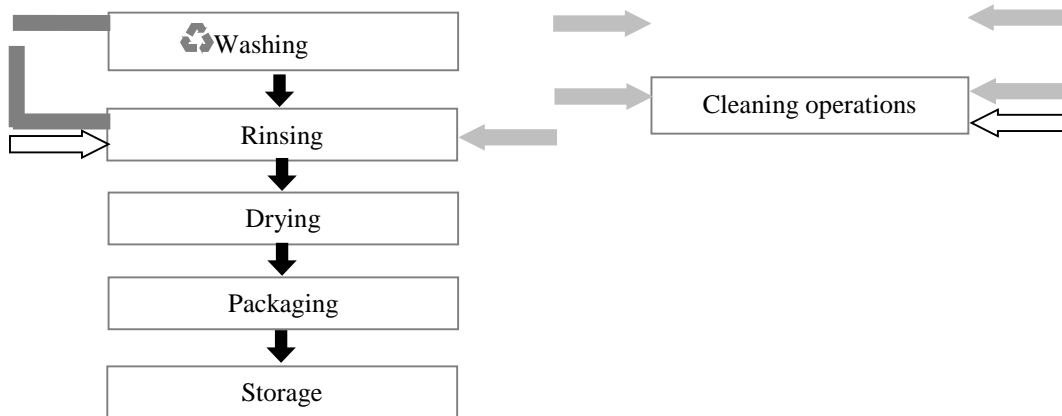 Washing
Rinsing
Drying
Packaging
Storage
Cleaning operations